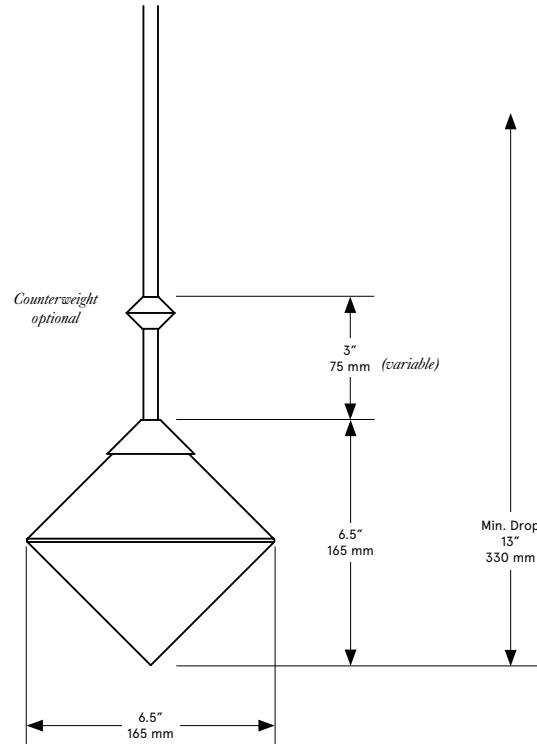 Counterweight
optional
3″
75 mm (variable)
6.5″
165 mm
Min. Drop
13″
330 mm
6.5″
165 mm